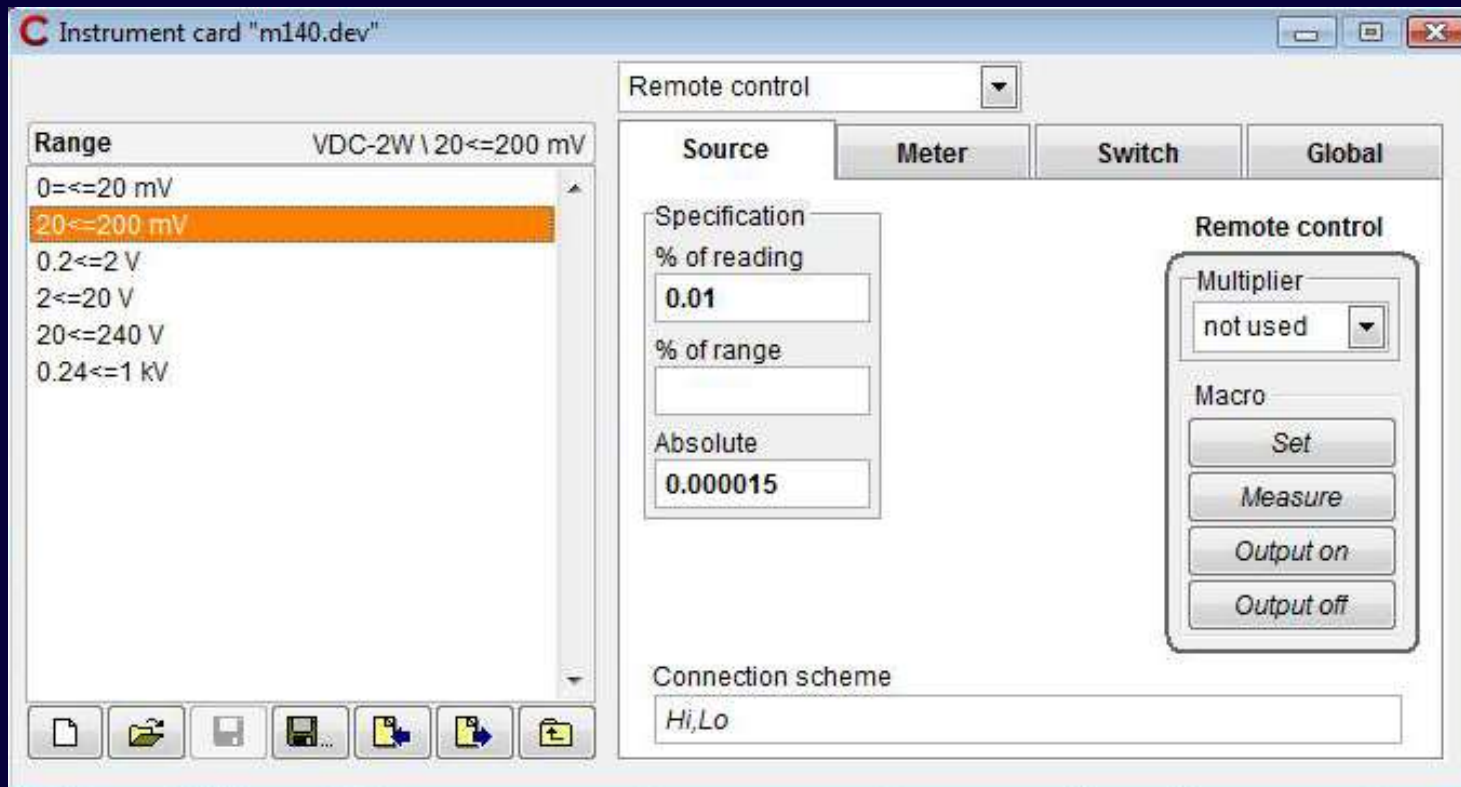 C Instrument card "m140.dev"
Remote control
Range VDC-2W \ 20<=200 mV
0=<=20 mV
20<=200 mV
0.2<=2 V
2<=20 V
20<=240 V
0.24<=1 kV
Source Meter Switch Global
Specification
% of reading
0.01
% of range
Absolute
0.000015
Remote control
Multiplier
not used
Macro
Set
Measure
Output on
Output off
Connection scheme
Hi,Lo